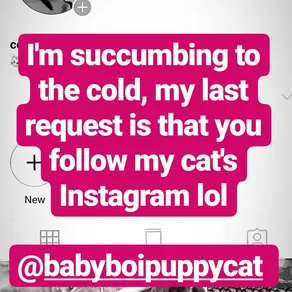 I'm succumbing to
the cold, my last
request is that you
follow my cat's
Instagram lol
New
@babyboipuppycat